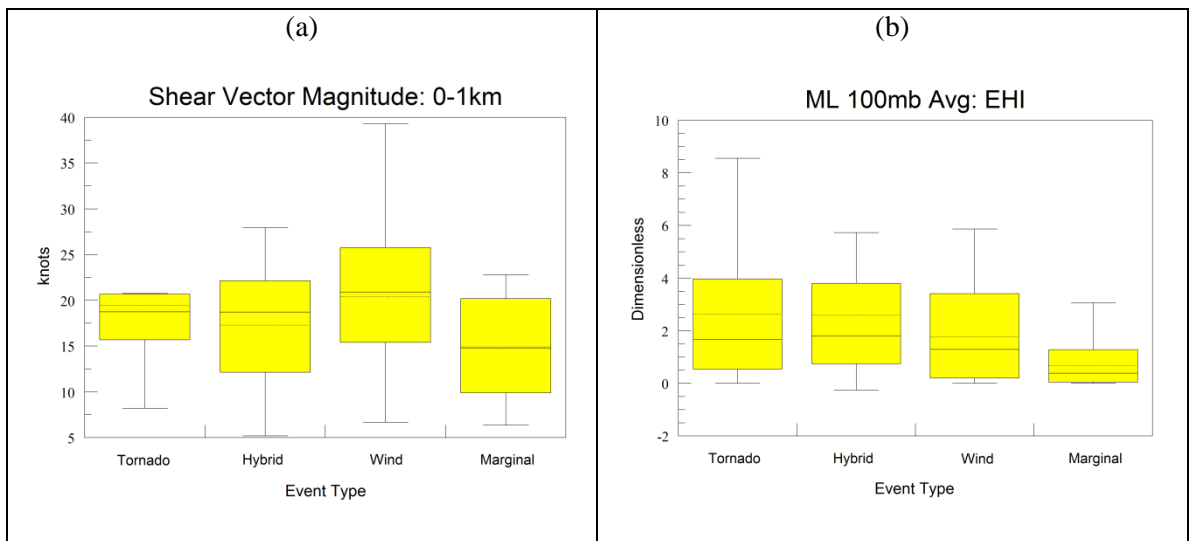 (a)
Shear Vector Magnitude: 0-1km
40
35
30
25
20
15
10
5
knots
Tornado Hybrid Wind Marginal
Event Type
(b)
ML 100mb Avg: EHI
10
8
6
4
2
0
-2
Dimensionless
Tornado Hybrid Wind Marginal
Event Type